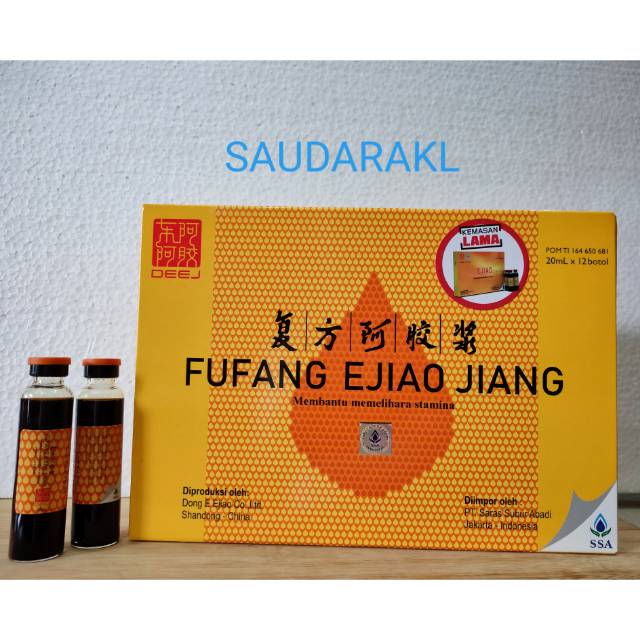 SAUDARAKL
东阿
阿胶
DEEJ
KEMASAN
LAMA
EJIAO
POM TI 164 650 681
20mL x 12botol
复方阿胶浆
FUFANG EJIAO JIANG
Membantu memelihara stamina
Diproduksi oleh:
Dong E Ejiao Co.,Ltd.
Shandong - China
Diimpor oleh :
PT. Saras Subur Abadi
Jakarta - Indonesia
SSA